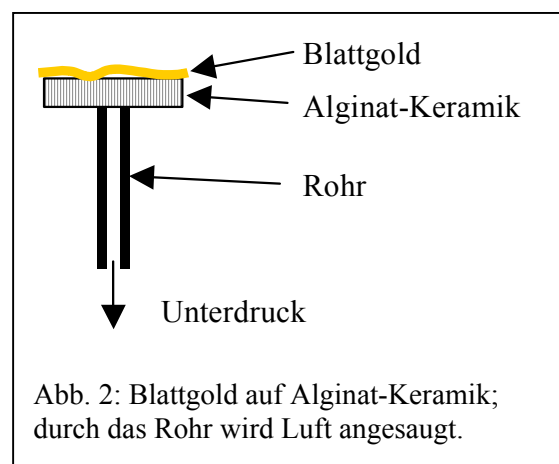 Blattgold
Alginat-Keramik
Rohr
Unterdruck
Abb. 2: Blattgold auf Alginat-Keramik;
durch das Rohr wird Luft angesaugt.